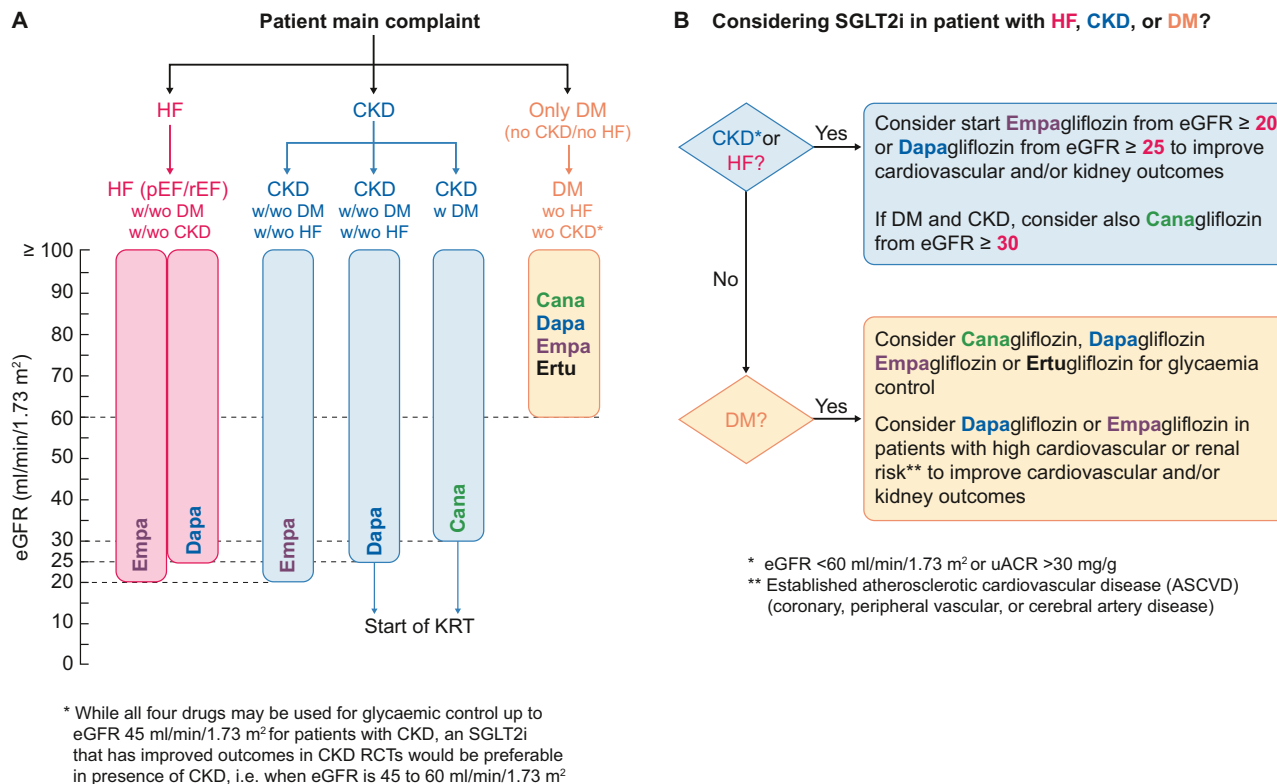 A
Patient main complaint
HF
CKD
Only DM
(no CKD/no HF)
HF (pEF/rEF)
w/wo DM
w/wo CKD
CKD
w/wo DM
w/wo HF
CKD
w/wo DM
w/wo HF
CKD
w DM
DM
wo HF
wo CKD*
eGFR (ml/min/1.73 m²)
≥
100
90
80
70
60
50
40
30
25
20
10
0
Empa
Dapa
Empa
Dapa
Cana
Cana
Dapa
Empa
Ertu
Start of KRT
* While all four drugs may be used for glycaemic control up to
eGFR 45 ml/min/1.73 m² for patients with CKD, an SGLT2i
that has improved outcomes in CKD RCTs would be preferable
in presence of CKD, i.e. when eGFR is 45 to 60 ml/min/1.73 m²
B Considering SGLT2i in patient with HF, CKD, or DM?
CKD* or
HF?
Yes
Consider start Empagliflozin from eGFR ≥ 20
or Dapagliflozin from eGFR ≥ 25 to improve
cardiovascular and/or kidney outcomes
If DM and CKD, consider also Canagliflozin
from eGFR ≥ 30
No
DM?
Yes
Consider Canagliflozin, Dapagliflozin
Empagliflozin or Ertugliflozin for glycaemia
control
Consider Dapagliflozin or Empagliflozin in
patients with high cardiovascular or renal
risk** to improve cardiovascular and/or
kidney outcomes
* eGFR <60 ml/min/1.73 m² or uACR >30 mg/g
** Established atherosclerotic cardiovascular disease (ASCVD)
(coronary, peripheral vascular, or cerebral artery disease)